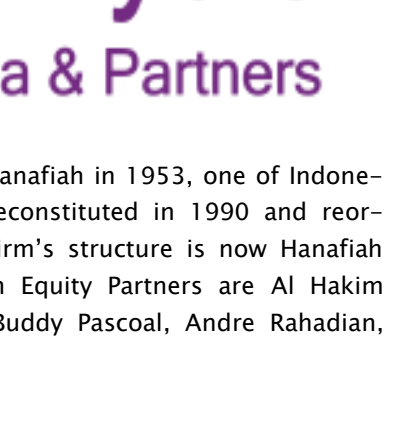 a & Partners
anafiah in 1953, one of Indone-
econstituted in 1990 and reor-
irm's structure is now Hanafiah
Equity Partners are Al Hakim
Buddy Pascoal, Andre Rahadian,